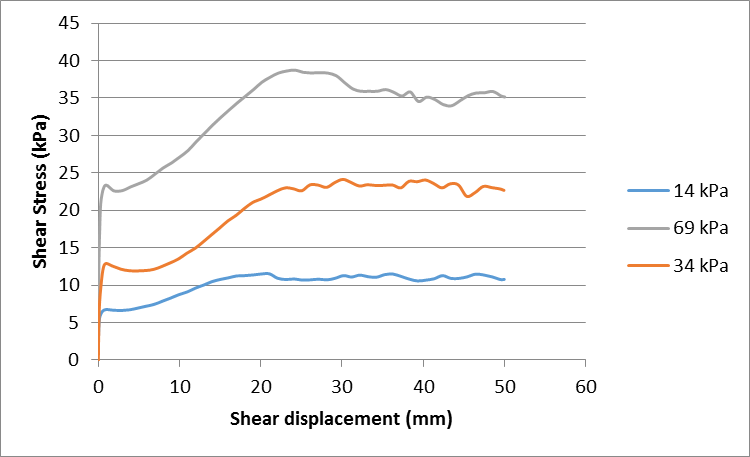 45
40
35
30
25
20
15
10
5
0
Shear Stress (kPa)
0 10 20 30 40 50 60
Shear displacement (mm)
14 kPa
69 kPa
34 kPa